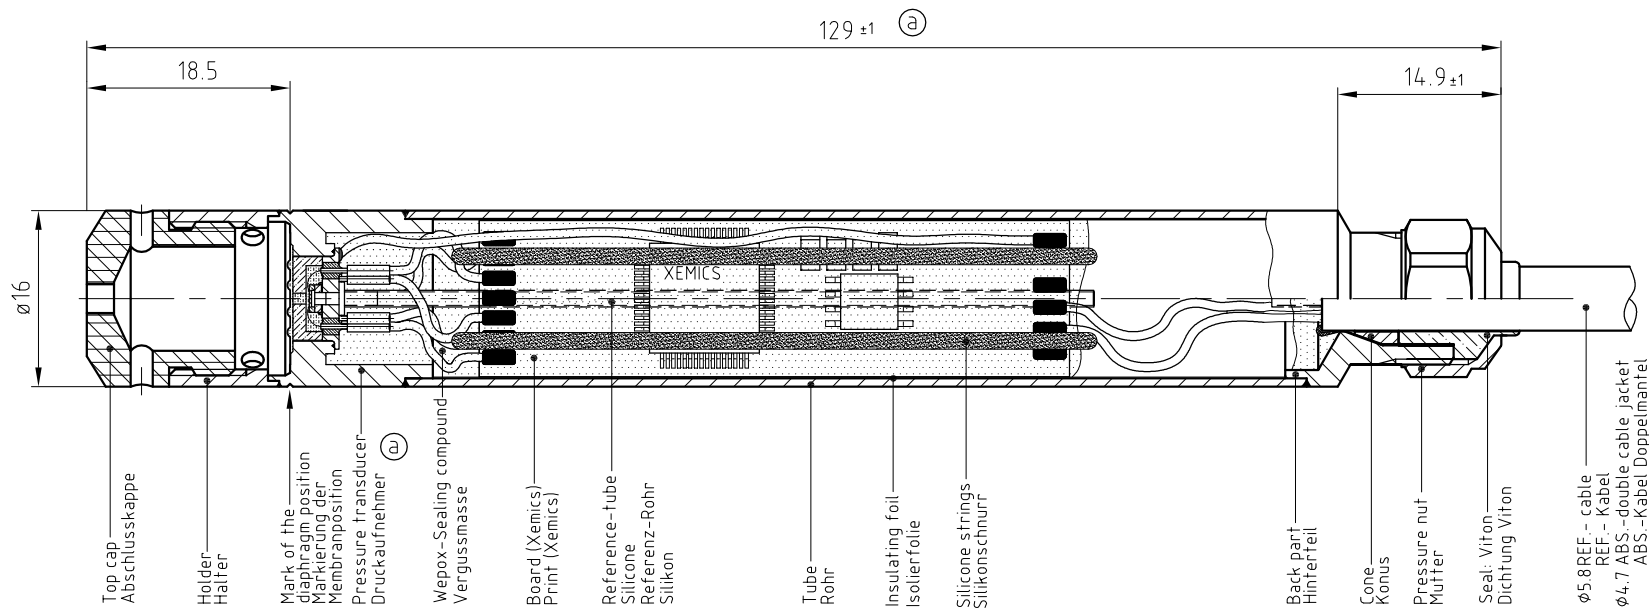 129 ±1 ⓐ
18.5
14.9 ±1
ø16
XEMICS
Top cap
Abschlusskappe
Holder
Halter
Mark of the
diaphragm position
Markierung der
Membranposition
Pressure transducer
Druckaufnehmer ⓐ
Wepox-Sealing compound
Vergussmasse
Board (Xemics)
Print (Xemics)
Reference-tube
Silicone
Referenz-Rohr
Silikon
Tube
Rohr
Insulating foil
Isolierfolie
Silicone strings
Silikonschnurr
Back part
Hinterteil
Cone
Konus
Pressure nut
Mutter
Seal: Viton
Dichtung Viton
ø5.8REF.- cable
REF.- Kabel
ø4.7 ABS.-double cable jacket
ABS.-Kabel Doppelmantel